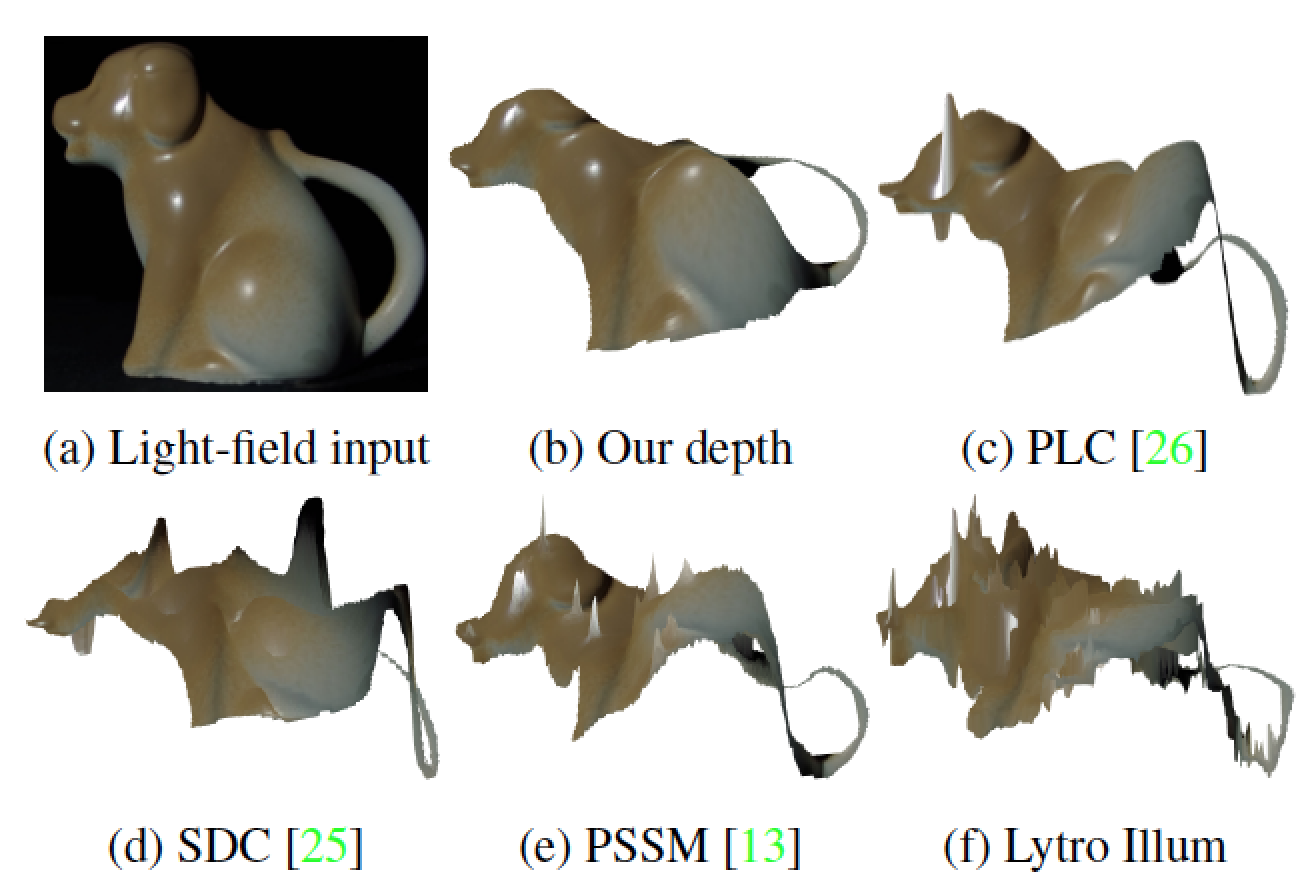 (a) Light-field input
(b) Our depth
(c) PLC [26]
(d) SDC [25]
(e) PSSM [13]
(f) Lytro Illum